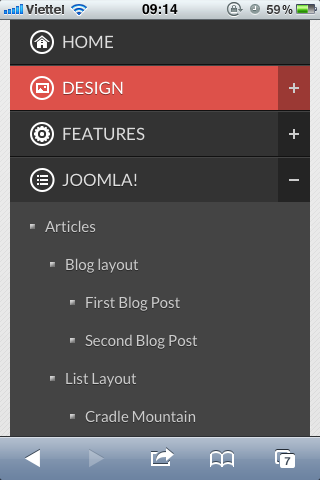 Viettel 09:14 59%
HOME
DESIGN +
FEATURES +
JOOMLA! −
Articles
Blog layout
First Blog Post
Second Blog Post
List Layout
Cradle Mountain
7